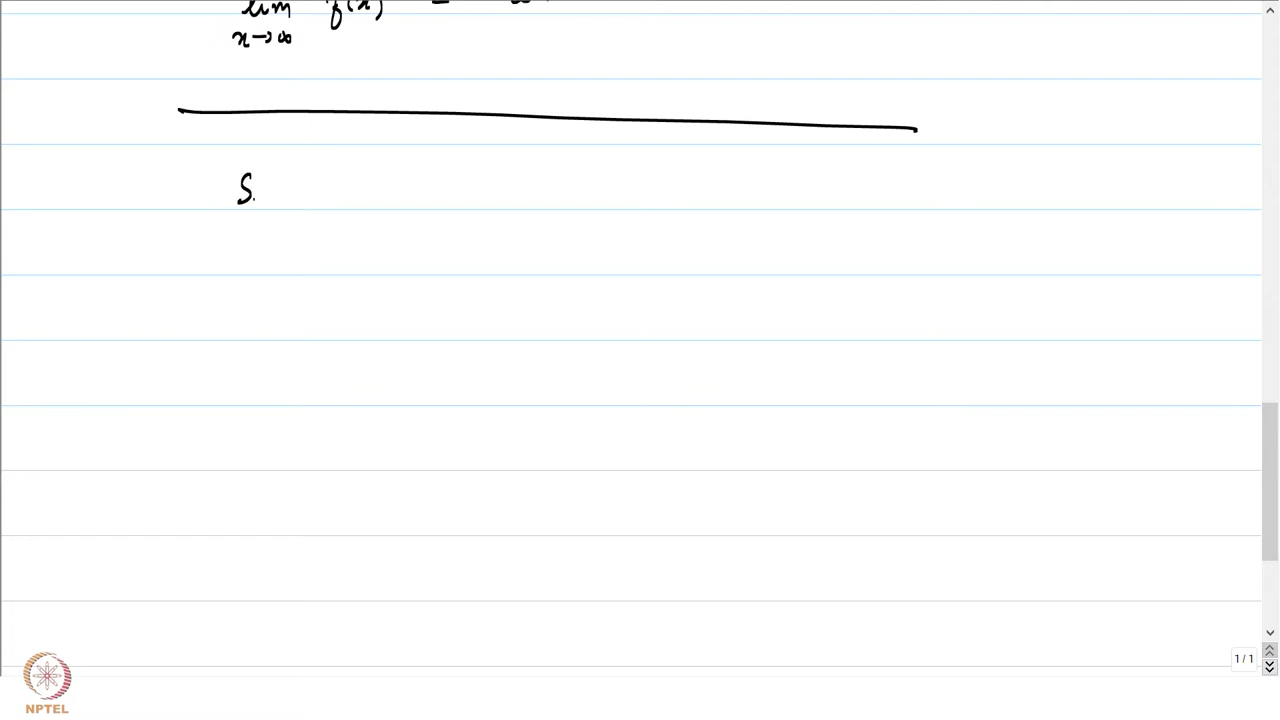 lim f(x) =
x→∞
S.
1 / 1
NPTEL